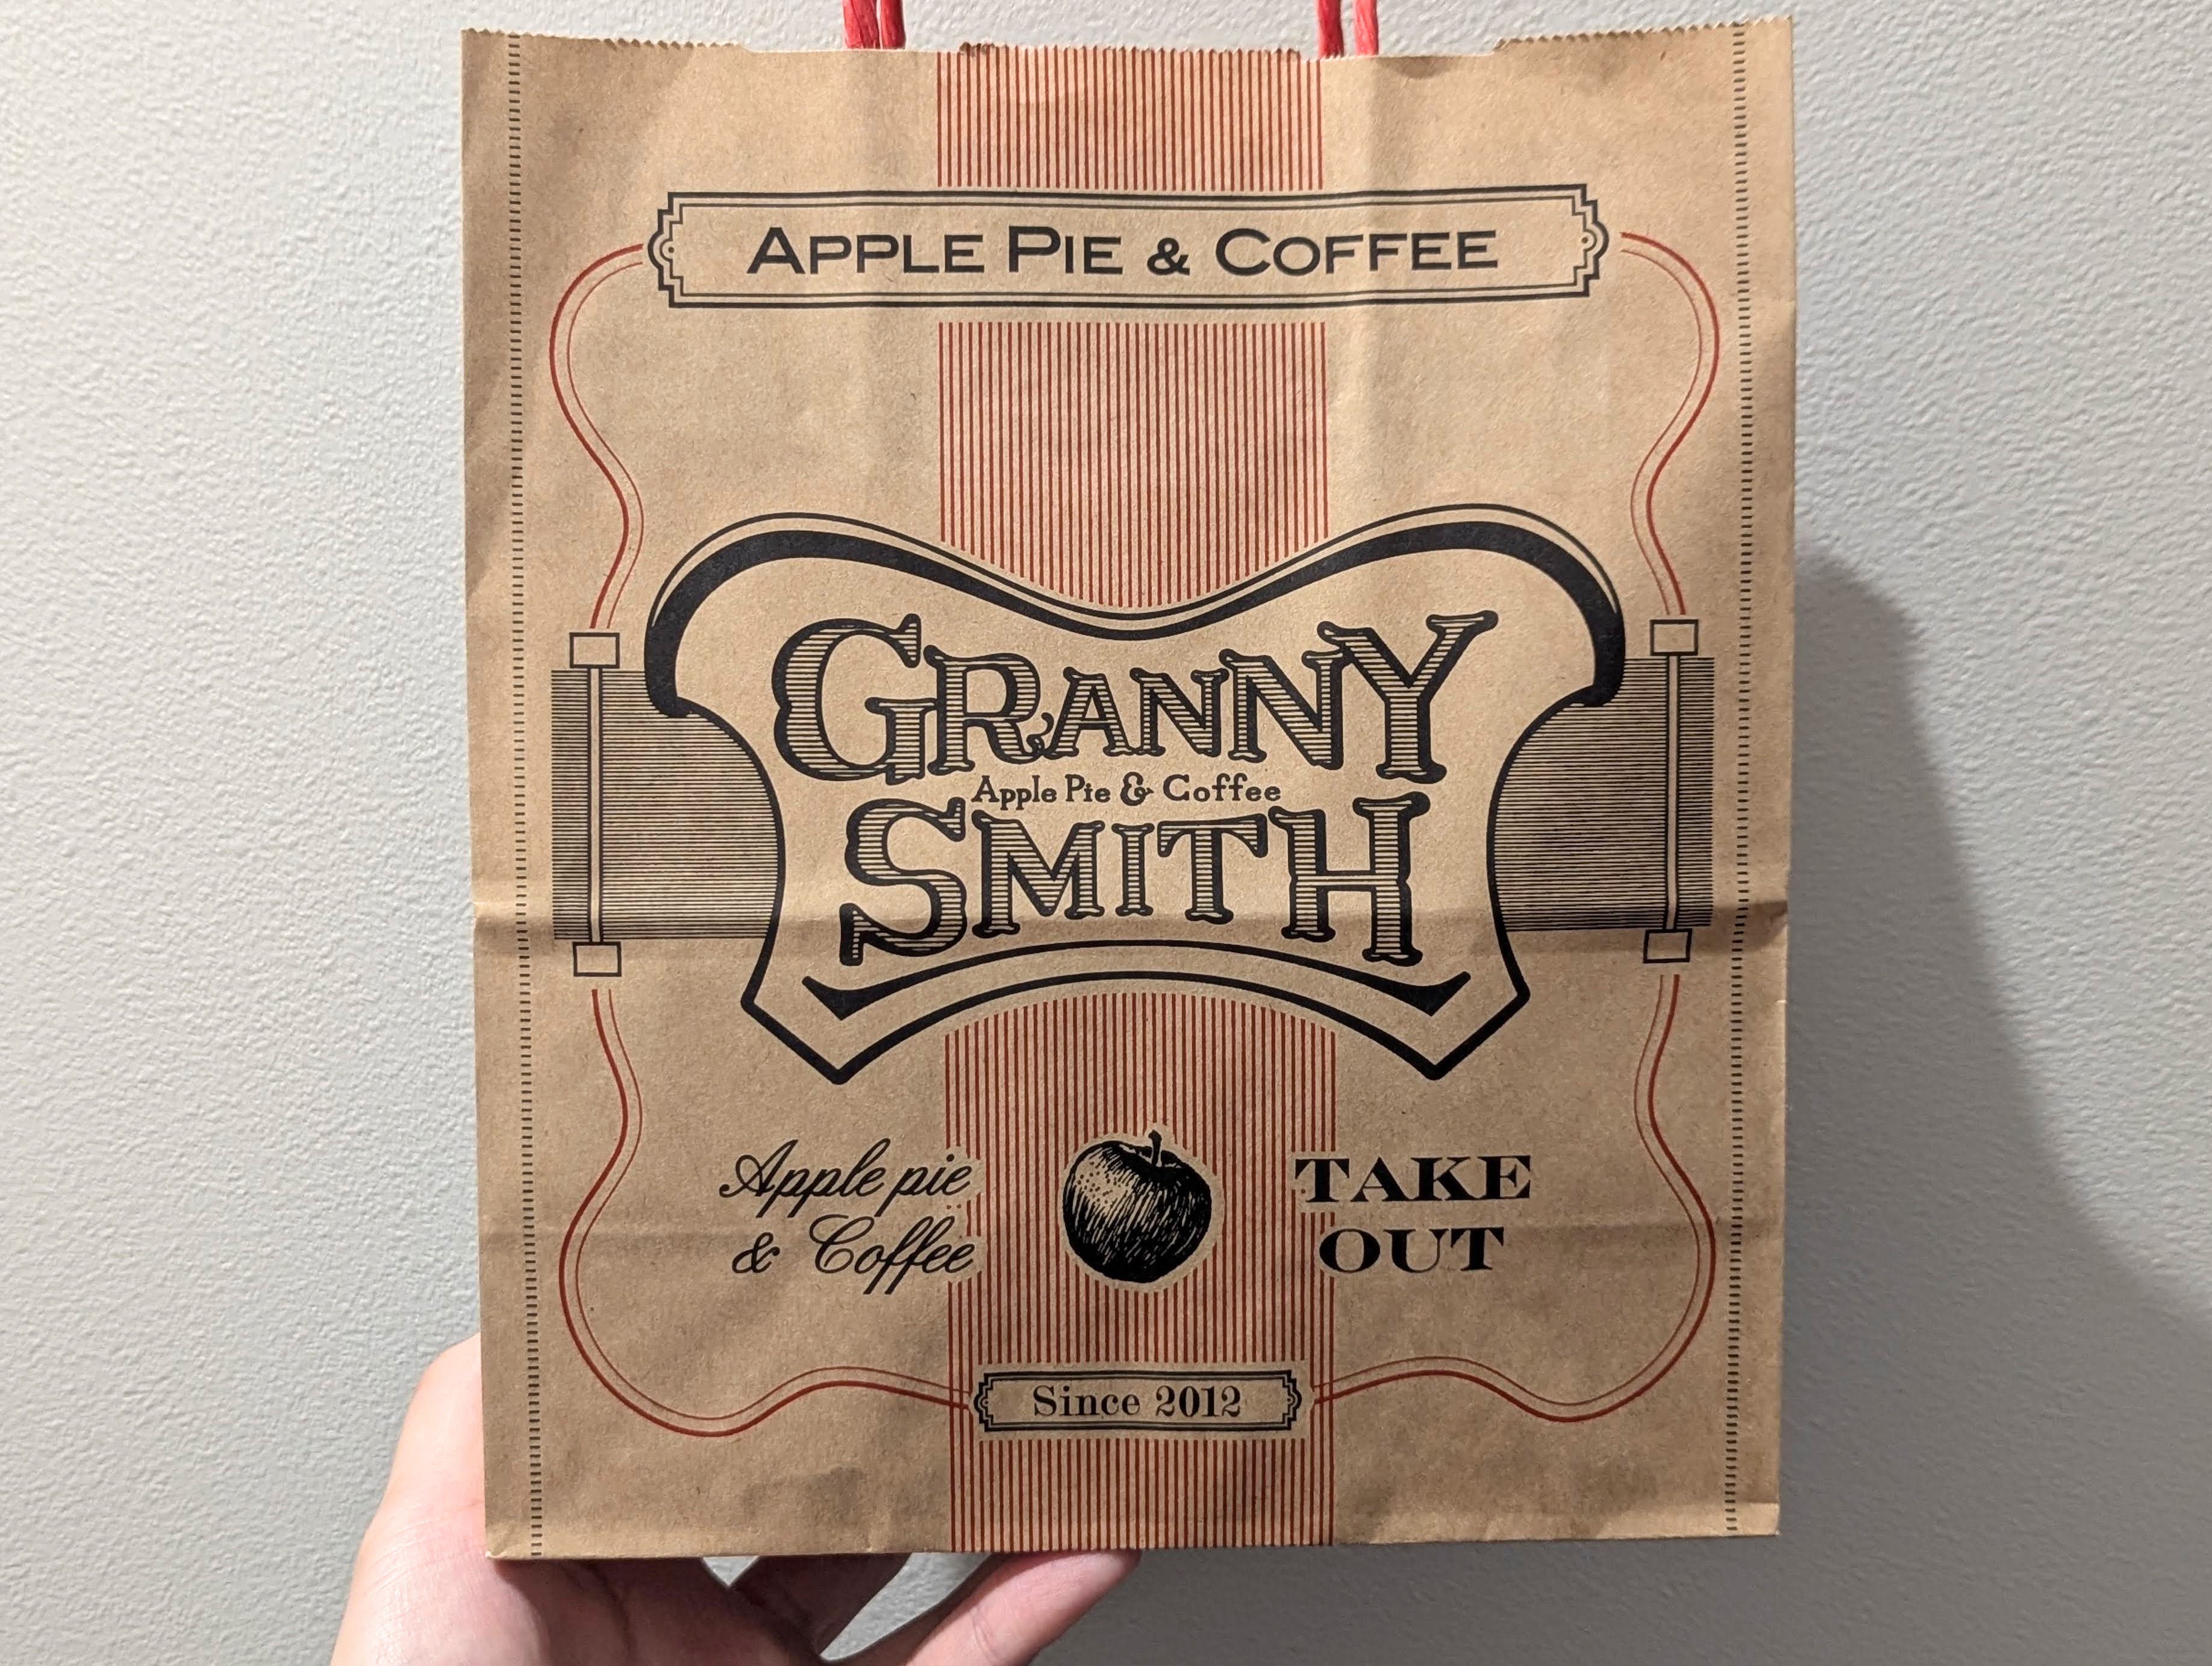 APPLE PIE & COFFEE
GRANNY
Apple Pie & Coffee
SMITH
Apple pie
& Coffee
TAKE
OUT
Since 2012